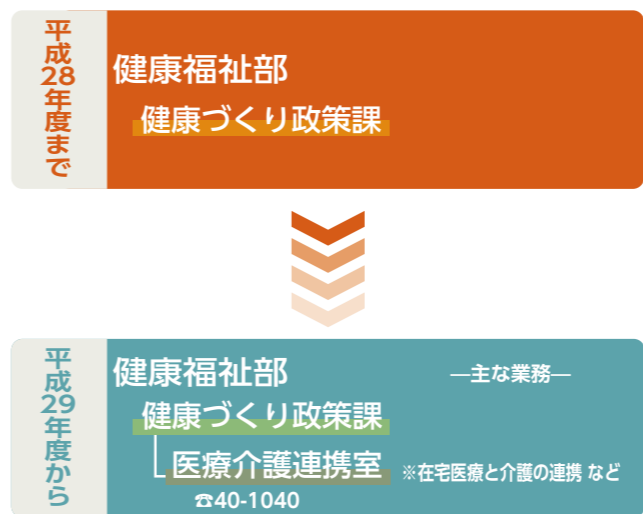 平成28年度まで
健康福祉部
健康づくり政策課
平成29年度から
健康福祉部
―主な業務―
健康づくり政策課
医療介護連携室
※在宅医療と介護の連携 など
☎40-1040